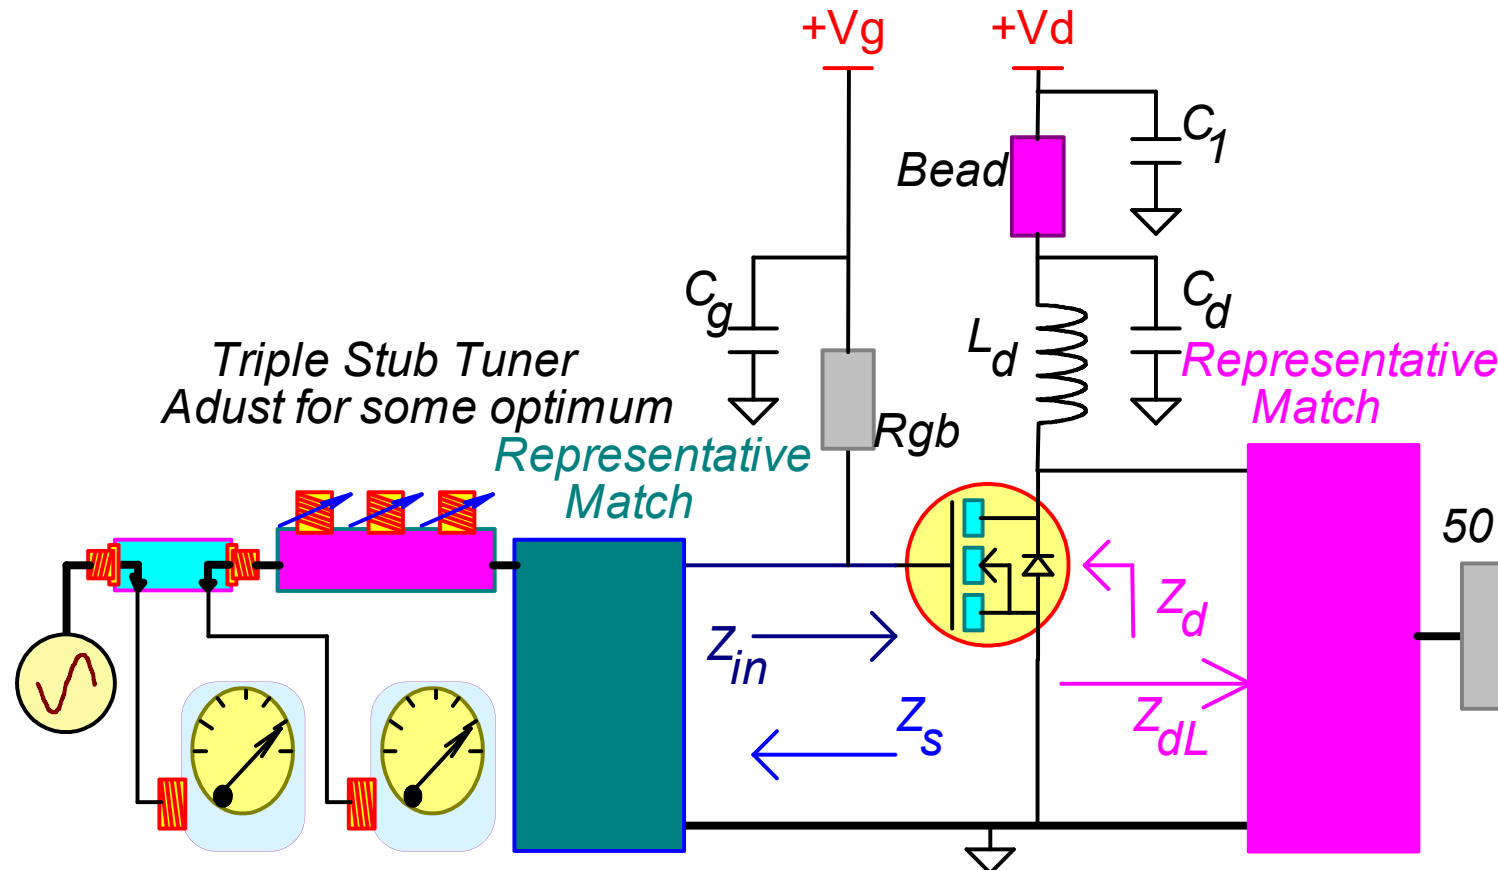 +Vg
+Vd
C1
Bead
Cg
Cd
Ld
Triple Stub Tuner
Adust for some optimum
Representative
Match
Rgb
Representative
Match
50
Zin
Zs
Zd
ZdL